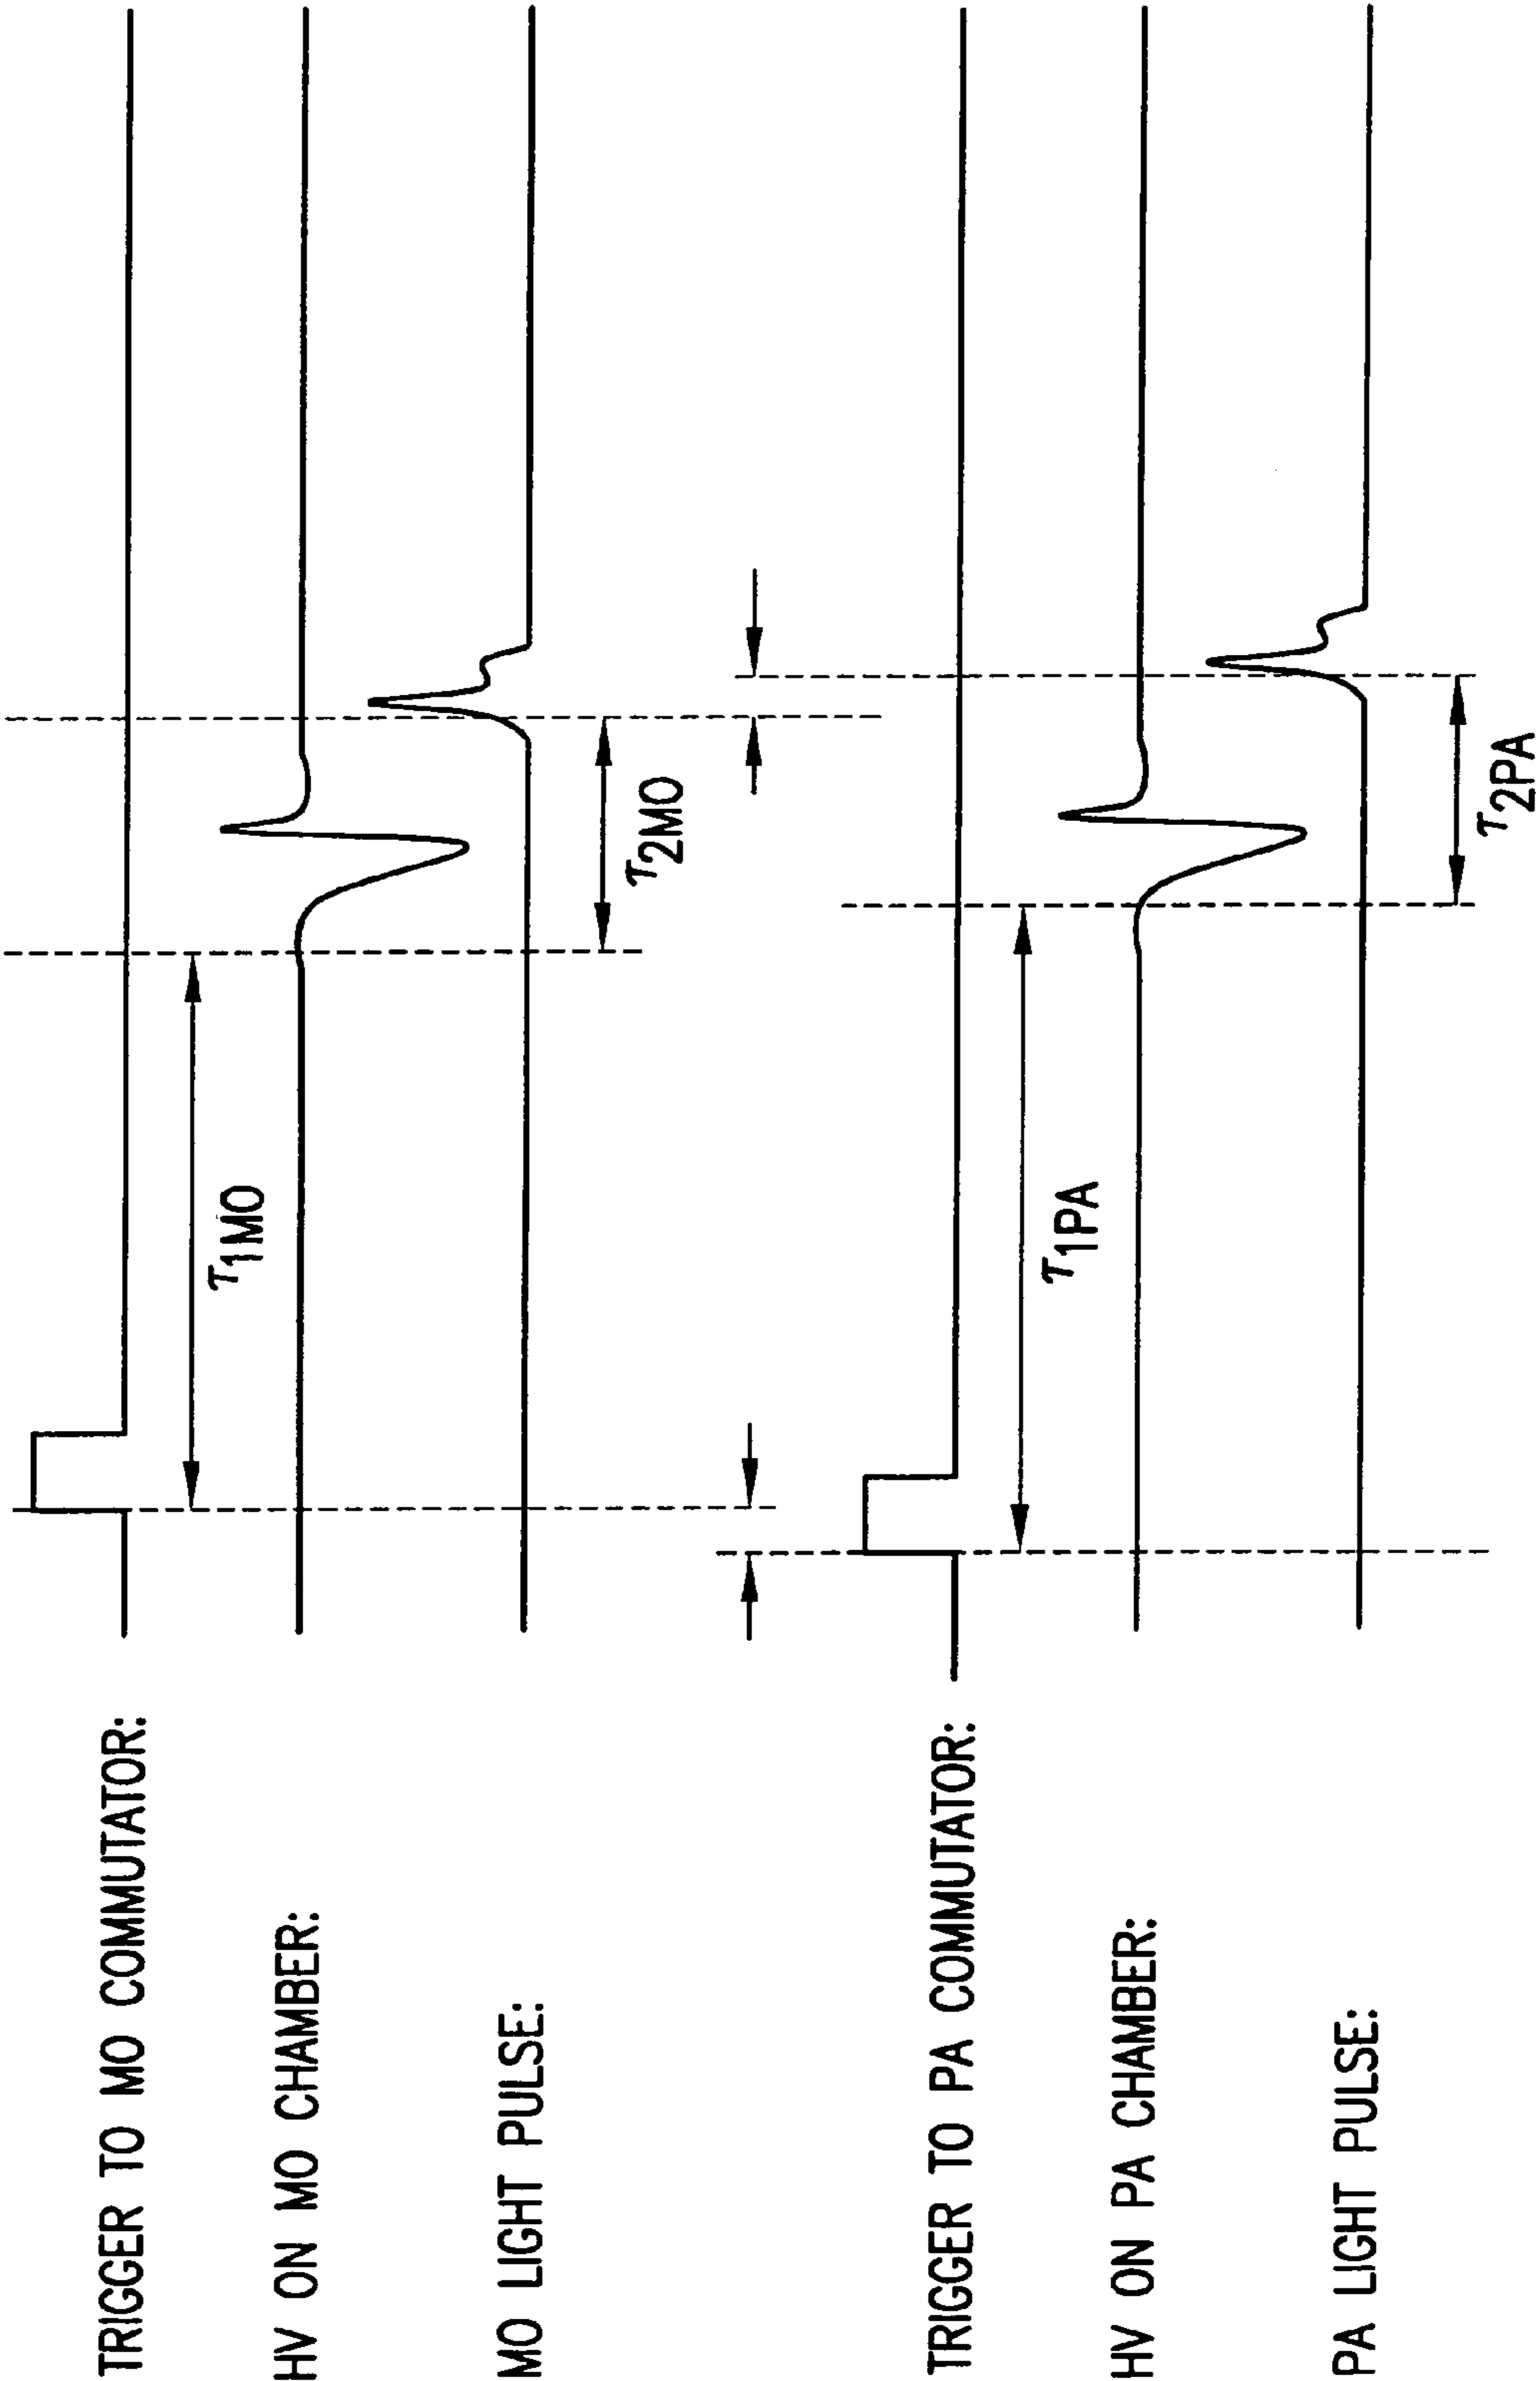 TRIGGER TO MO COMMUTATOR:
τ1MO
HV ON MO CHAMBER:
τ2MO
MO LIGHT PULSE:
TRIGGER TO PA COMMUTATOR:
τ1PA
HV ON PA CHAMBER:
τ2PA
PA LIGHT PULSE: